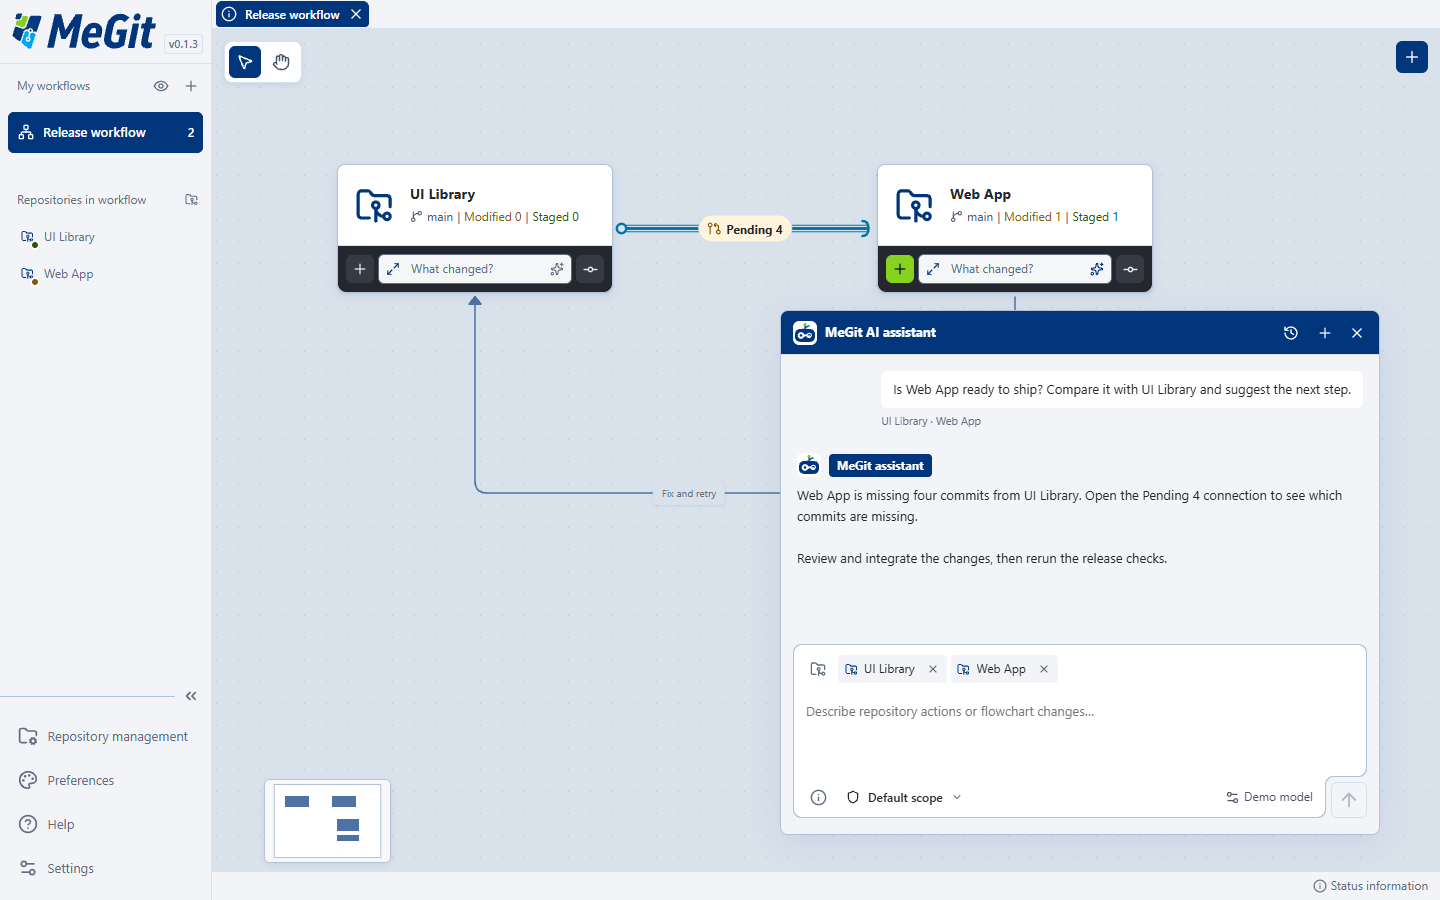 MeGit
v0.1.3
Release workflow
My workflows
Release workflow 2
Repositories in workflow
UI Library
Web App
Repository management
Preferences
Help
Settings
UI Library
main | Modified 0 | Staged 0
What changed?
Pending 4
Web App
main | Modified 1 | Staged 1
What changed?
Fix and retry
MeGit AI assistant
Is Web App ready to ship? Compare it with UI Library and suggest the next step.
UI Library · Web App
MeGit assistant
Web App is missing four commits from UI Library. Open the Pending 4 connection to see which
commits are missing.
Review and integrate the changes, then rerun the release checks.
UI Library
Web App
Describe repository actions or flowchart changes...
Default scope
Demo model
Status information